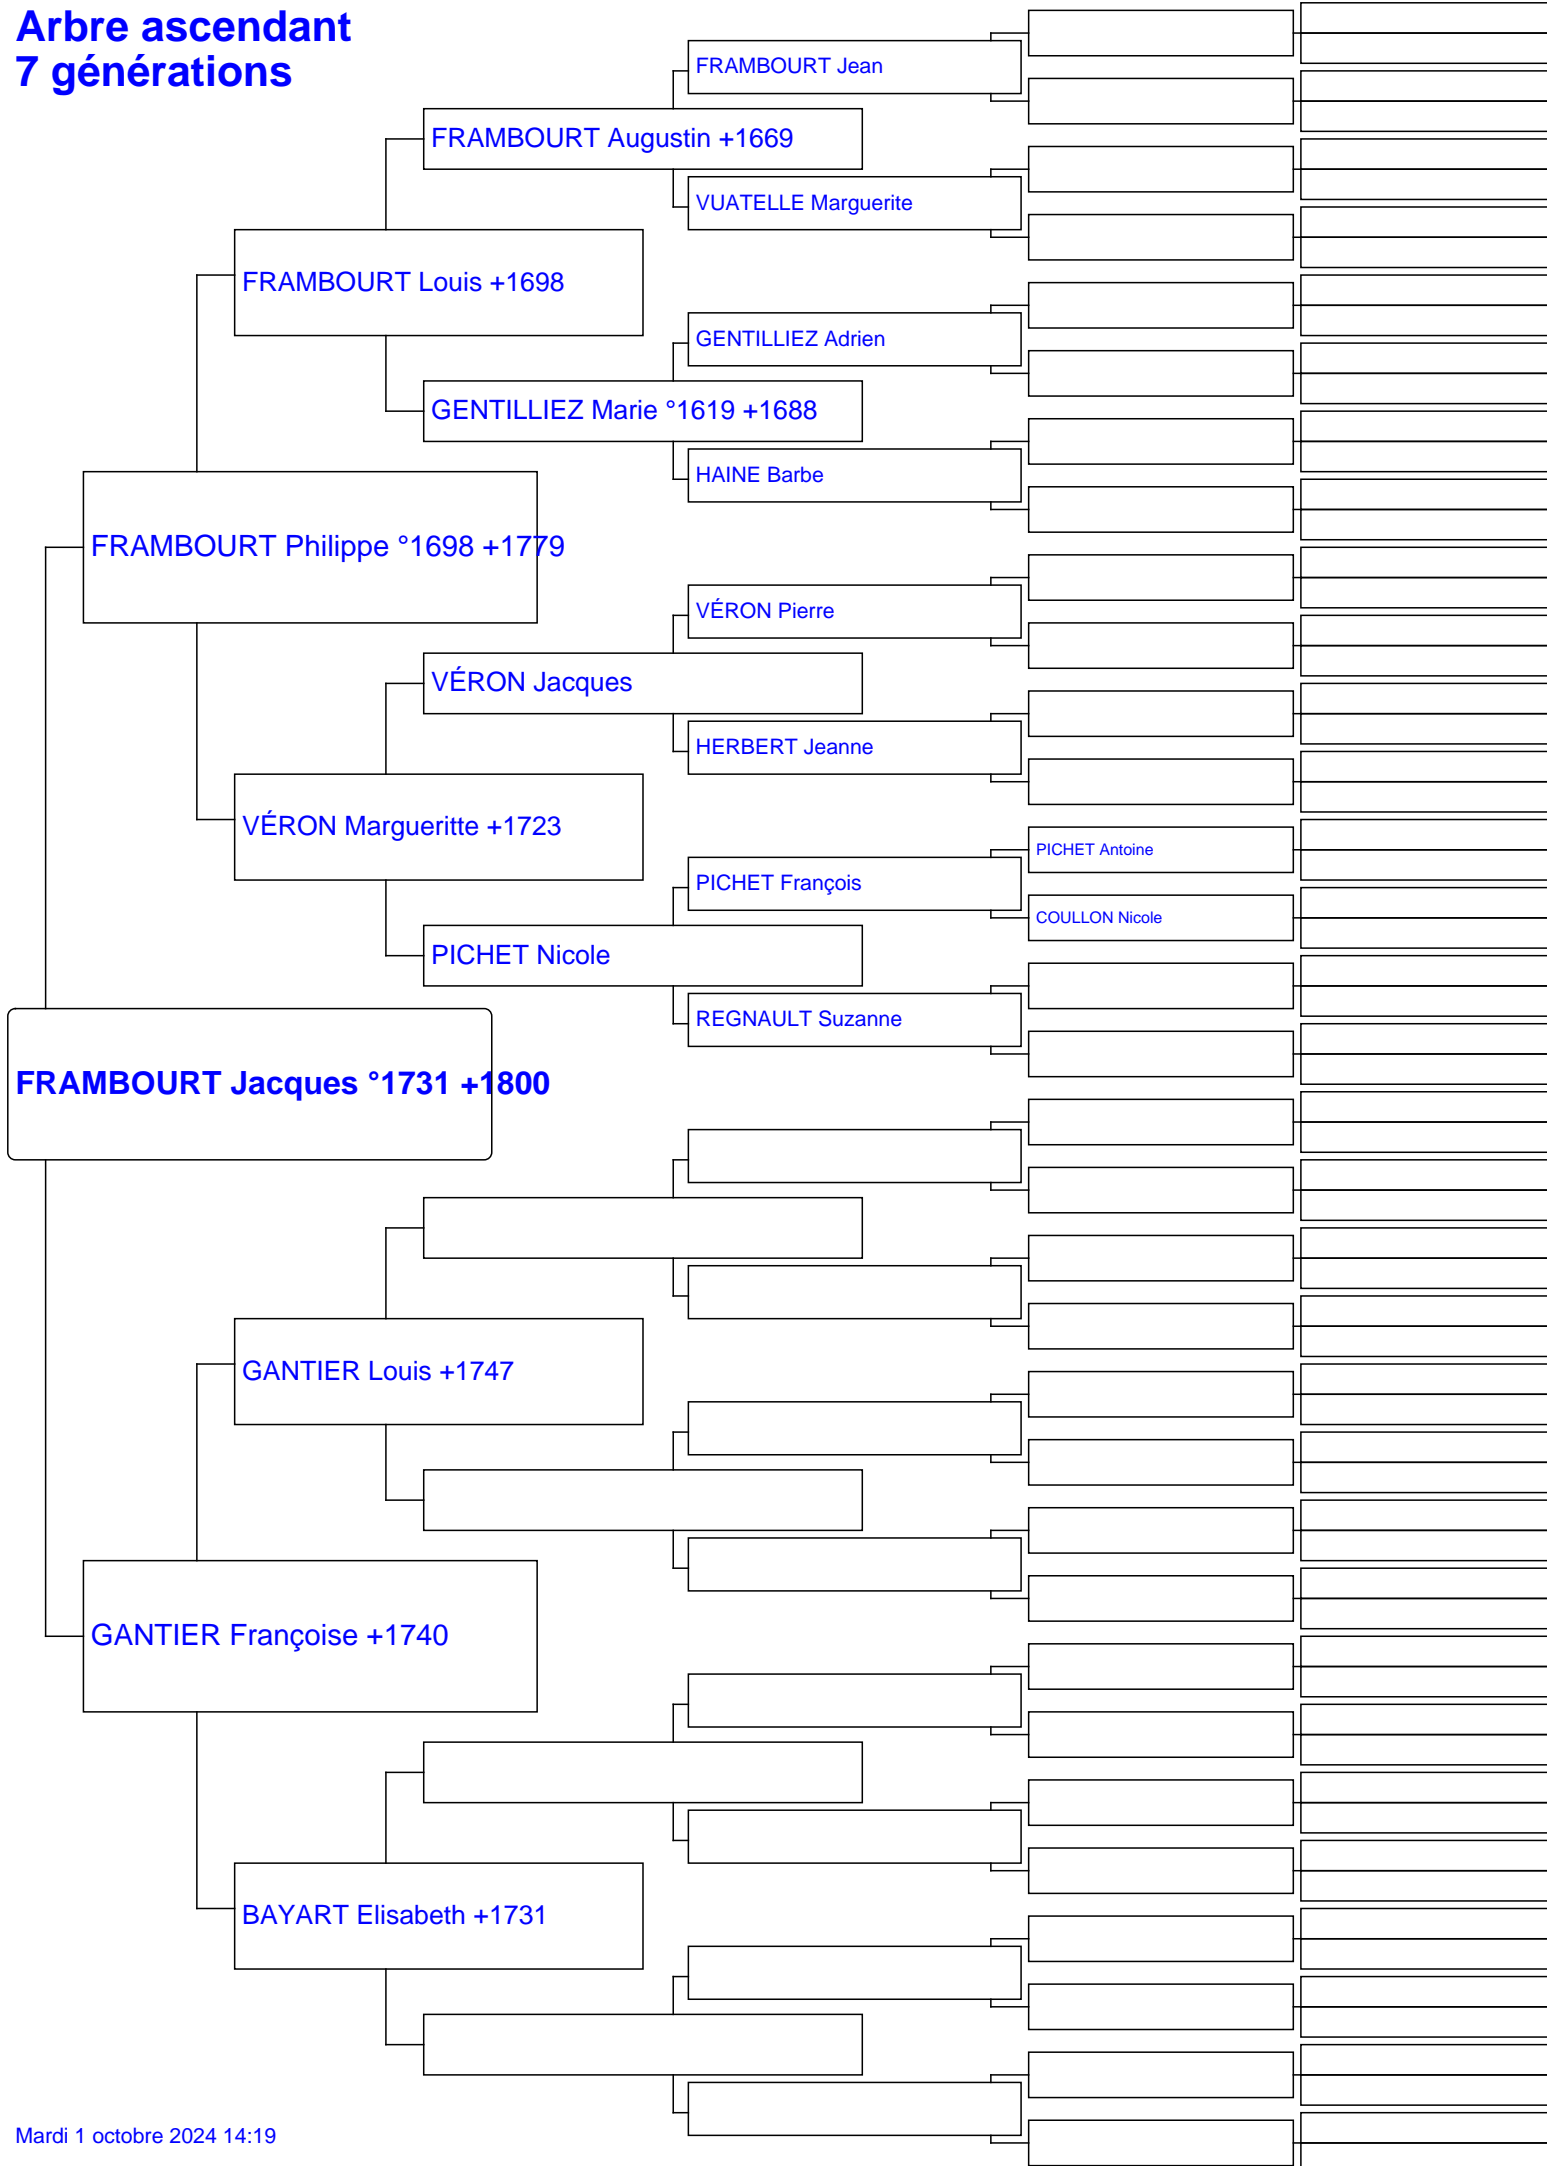 Arbre ascendant
7 générations
FRAMBOURT Jean
FRAMBOURT Augustin +1669
VUATELLE Marguerite
FRAMBOURT Louis +1698
GENTILLIEZ Adrien
GENTILLIEZ Marie °1619 +1688
HAINE Barbe
FRAMBOURT Philippe °1698 +1779
VÉRON Pierre
VÉRON Jacques
HERBERT Jeanne
VÉRON Margueritte +1723
PICHET Antoine
PICHET François
COULLON Nicole
PICHET Nicole
REGNAULT Suzanne
FRAMBOURT Jacques °1731 +1800
GANTIER Louis +1747
GANTIER Françoise +1740
BAYART Elisabeth +1731
Mardi 1 octobre 2024 14:19